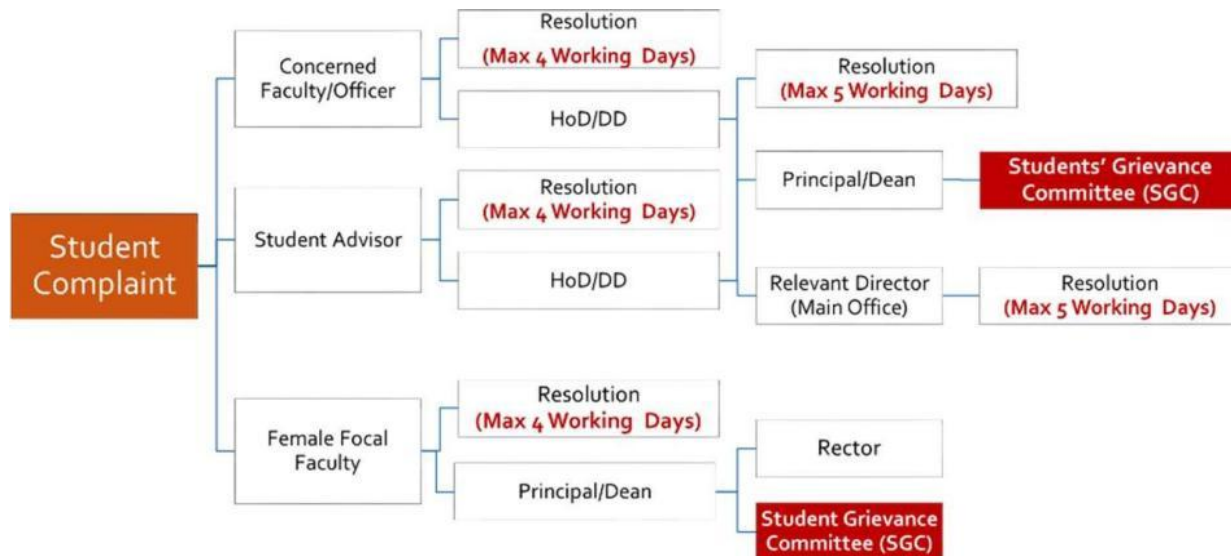 Student
Complaint
Concerned
Faculty/Officer
Resolution
(Max 4 Working Days)
HoD/DD
Resolution
(Max 5 Working Days)
Principal/Dean
Students' Grievance
Committee (SGC)
Relevant Director
(Main Office)
Resolution
(Max 5 Working Days)
Student Advisor
Resolution
(Max 4 Working Days)
HoD/DD
Female Focal
Faculty
Resolution
(Max 4 Working Days)
Principal/Dean
Rector
Student Grievance
Committee (SGC)